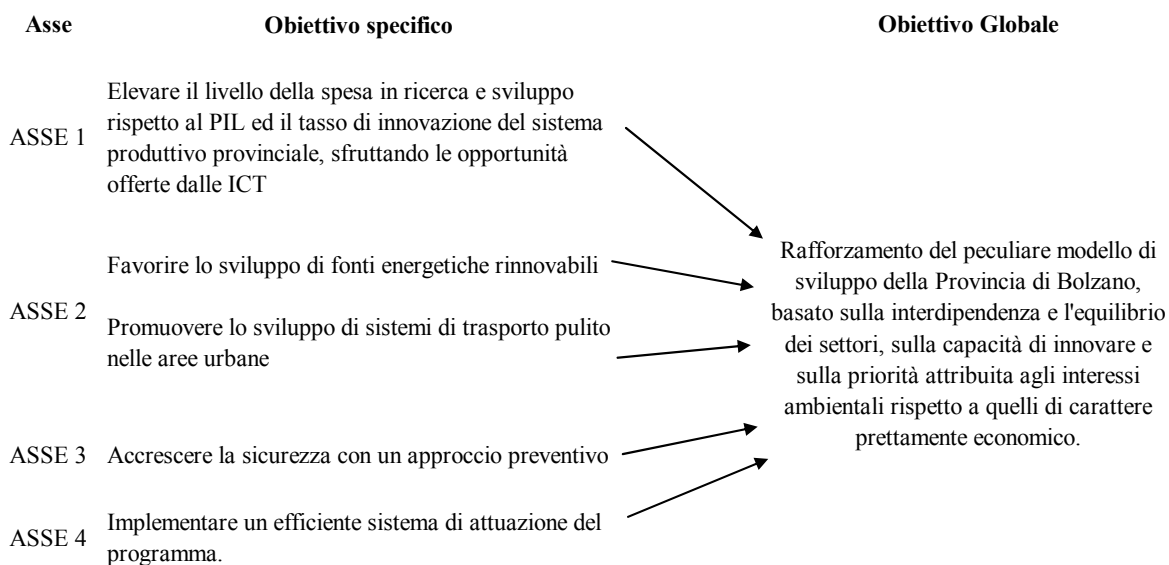 Asse Obiettivo specifico Obiettivo Globale
ASSE 1
Elevare il livello della spesa in ricerca e sviluppo
rispetto al PIL ed il tasso di innovazione del sistema
produttivo provinciale, sfruttando le opportunità
offerte dalle ICT
ASSE 2
Favorire lo sviluppo di fonti energetiche rinnovabili
Promuovere lo sviluppo di sistemi di trasporto pulito
nelle aree urbane
ASSE 3 Accrescere la sicurezza con un approccio preventivo
ASSE 4
Implementare un efficiente sistema di attuazione del
programma.
Rafforzamento del peculiare modello di
sviluppo della Provincia di Bolzano,
basato sulla interdipendenza e l'equilibrio
dei settori, sulla capacità di innovare e
sulla priorità attribuita agli interessi
ambientali rispetto a quelli di carattere
prettamente economico.